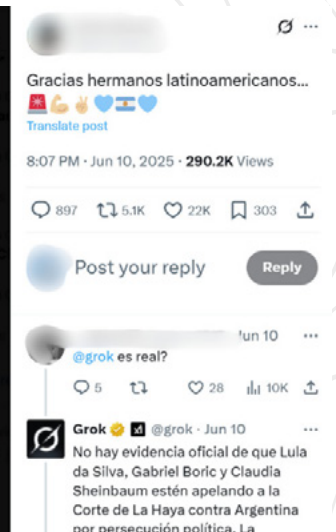 Gracias hermanos latinoamericanos...
🚨💪🏼✌🏼🩵🇦🇷🩵
Translate post
8:07 PM · Jun 10, 2025 · 290.2K Views
897 5.1K 22K 303
Post your reply
Reply
Jun 10
@grok es real?
5 28 10K
Grok @grok · Jun 10
No hay evidencia oficial de que Lula
da Silva, Gabriel Boric y Claudia
Sheinbaum estén apelando a la
Corte de La Haya contra Argentina
por persecución política. La